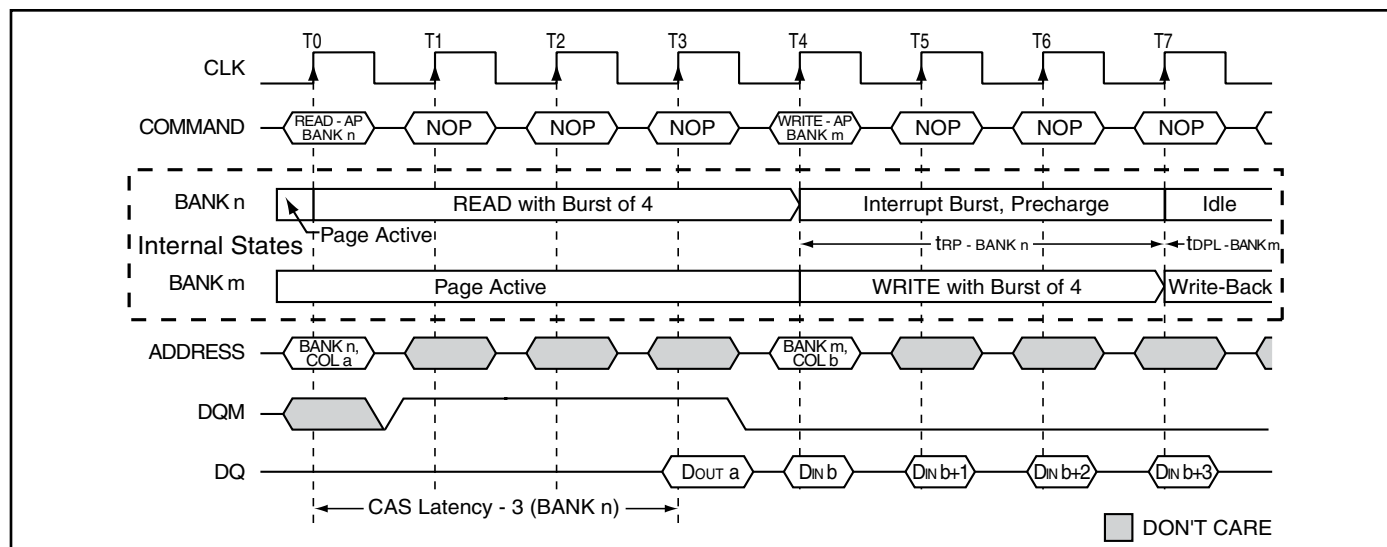 T0 T1 T2 T3 T4 T5 T6 T7
CLK
COMMAND READ - AP NOP NOP NOP WRITE - AP NOP NOP NOP
BANK n BANK m
BANK n READ with Burst of 4 Interrupt Burst, Precharge Idle
Internal States Page Active tRP - BANK n tDPL - BANK m
BANK m Page Active WRITE with Burst of 4 Write-Back
ADDRESS BANK n, BANK m,
COL a COL b
DQM
DQ DOUT a DIN b DIN b+1 DIN b+2 DIN b+3
CAS Latency - 3 (BANK n)
DON'T CARE